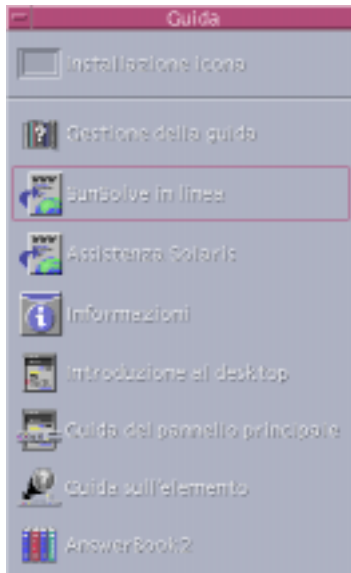 Guida
Installazione icona
Gestione della guida
SunSolve in linea
Assistenza Solaris
Informazioni
Introduzione al desktop
Guida del pannello principale
Guida sull'elemento
AnswerBook2